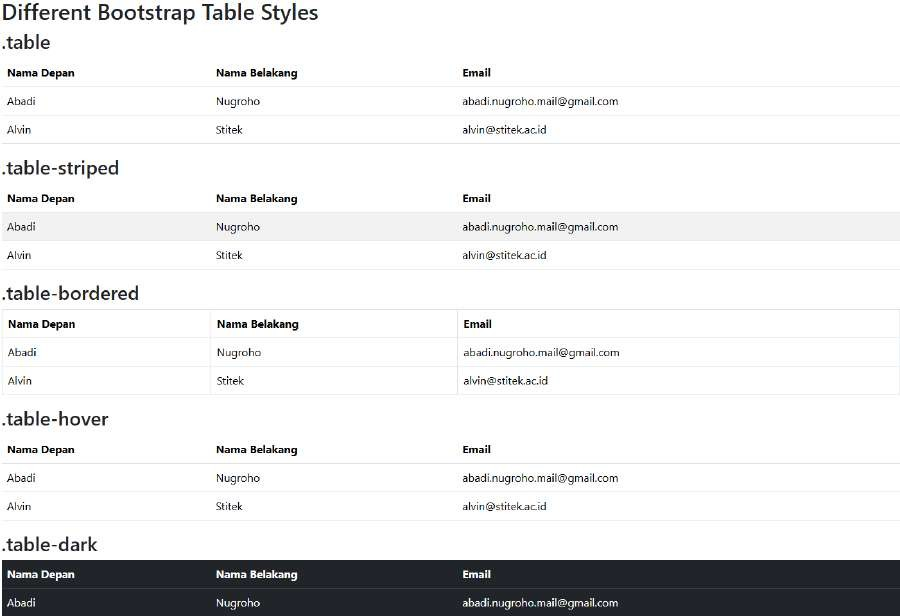 Different Bootstrap Table Styles
.table
Nama Depan Nama Belakang Email
Abadi Nugroho abadi.nugroho.mail@gmail.com
Alvin Stitek alvin@stitek.ac.id
.table-striped
Nama Depan Nama Belakang Email
Abadi Nugroho abadi.nugroho.mail@gmail.com
Alvin Stitek alvin@stitek.ac.id
.table-bordered
Nama Depan Nama Belakang Email
Abadi Nugroho abadi.nugroho.mail@gmail.com
Alvin Stitek alvin@stitek.ac.id
.table-hover
Nama Depan Nama Belakang Email
Abadi Nugroho abadi.nugroho.mail@gmail.com
Alvin Stitek alvin@stitek.ac.id
.table-dark
Nama Depan Nama Belakang Email
Abadi Nugroho abadi.nugroho.mail@gmail.com